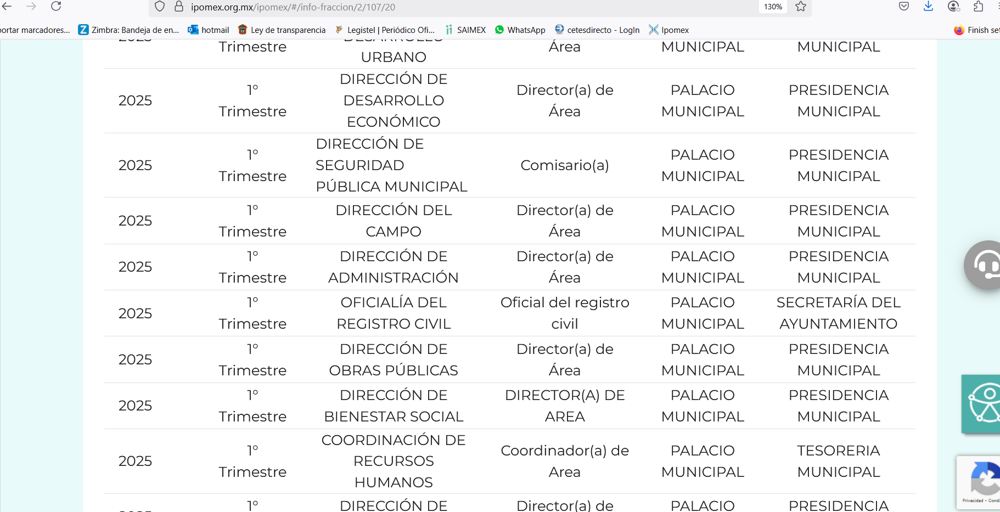 ipomex.org.mx/ipomex/#/info-fraccion/2/107/20 130%
portar marcadores... Zimbra: Bandeja de en... hotmail Ley de transparencia Legistel | Periódico Ofi... SAIMEX WhatsApp cetesdirecto - LogIn Ipomex Finish set
2025 DESARROLLO
Trimestre Área MUNICIPAL MUNICIPAL
URBANO
DIRECCIÓN DE
1° Director(a) de PALACIO PRESIDENCIA
2025 DESARROLLO
Trimestre Área MUNICIPAL MUNICIPAL
ECONÓMICO
DIRECCIÓN DE
1° PALACIO PRESIDENCIA
2025 SEGURIDAD Comisario(a)
Trimestre MUNICIPAL MUNICIPAL
PÚBLICA MUNICIPAL
1° DIRECCIÓN DEL Director(a) de PALACIO PRESIDENCIA
2025
Trimestre CAMPO Área MUNICIPAL MUNICIPAL
1° DIRECCIÓN DE Director(a) de PALACIO PRESIDENCIA
2025
Trimestre ADMINISTRACIÓN Área MUNICIPAL MUNICIPAL
1° OFICIALÍA DEL Oficial del registro PALACIO SECRETARÍA DEL
2025
Trimestre REGISTRO CIVIL civil MUNICIPAL AYUNTAMIENTO
1° DIRECCIÓN DE Director(a) de PALACIO PRESIDENCIA
2025
Trimestre OBRAS PÚBLICAS Área MUNICIPAL MUNICIPAL
1° DIRECCIÓN DE DIRECTOR(A) DE PALACIO PRESIDENCIA
2025
Trimestre BIENESTAR SOCIAL AREA MUNICIPAL MUNICIPAL
COORDINACIÓN DE
1° Coordinador(a) de PALACIO TESORERIA
2025 RECURSOS
Trimestre Area MUNICIPAL MUNICIPAL
HUMANOS
1° DIRECCIÓN DE Director(a) de PALACIO PRESIDENCIA
2025
Privacidad - Condi